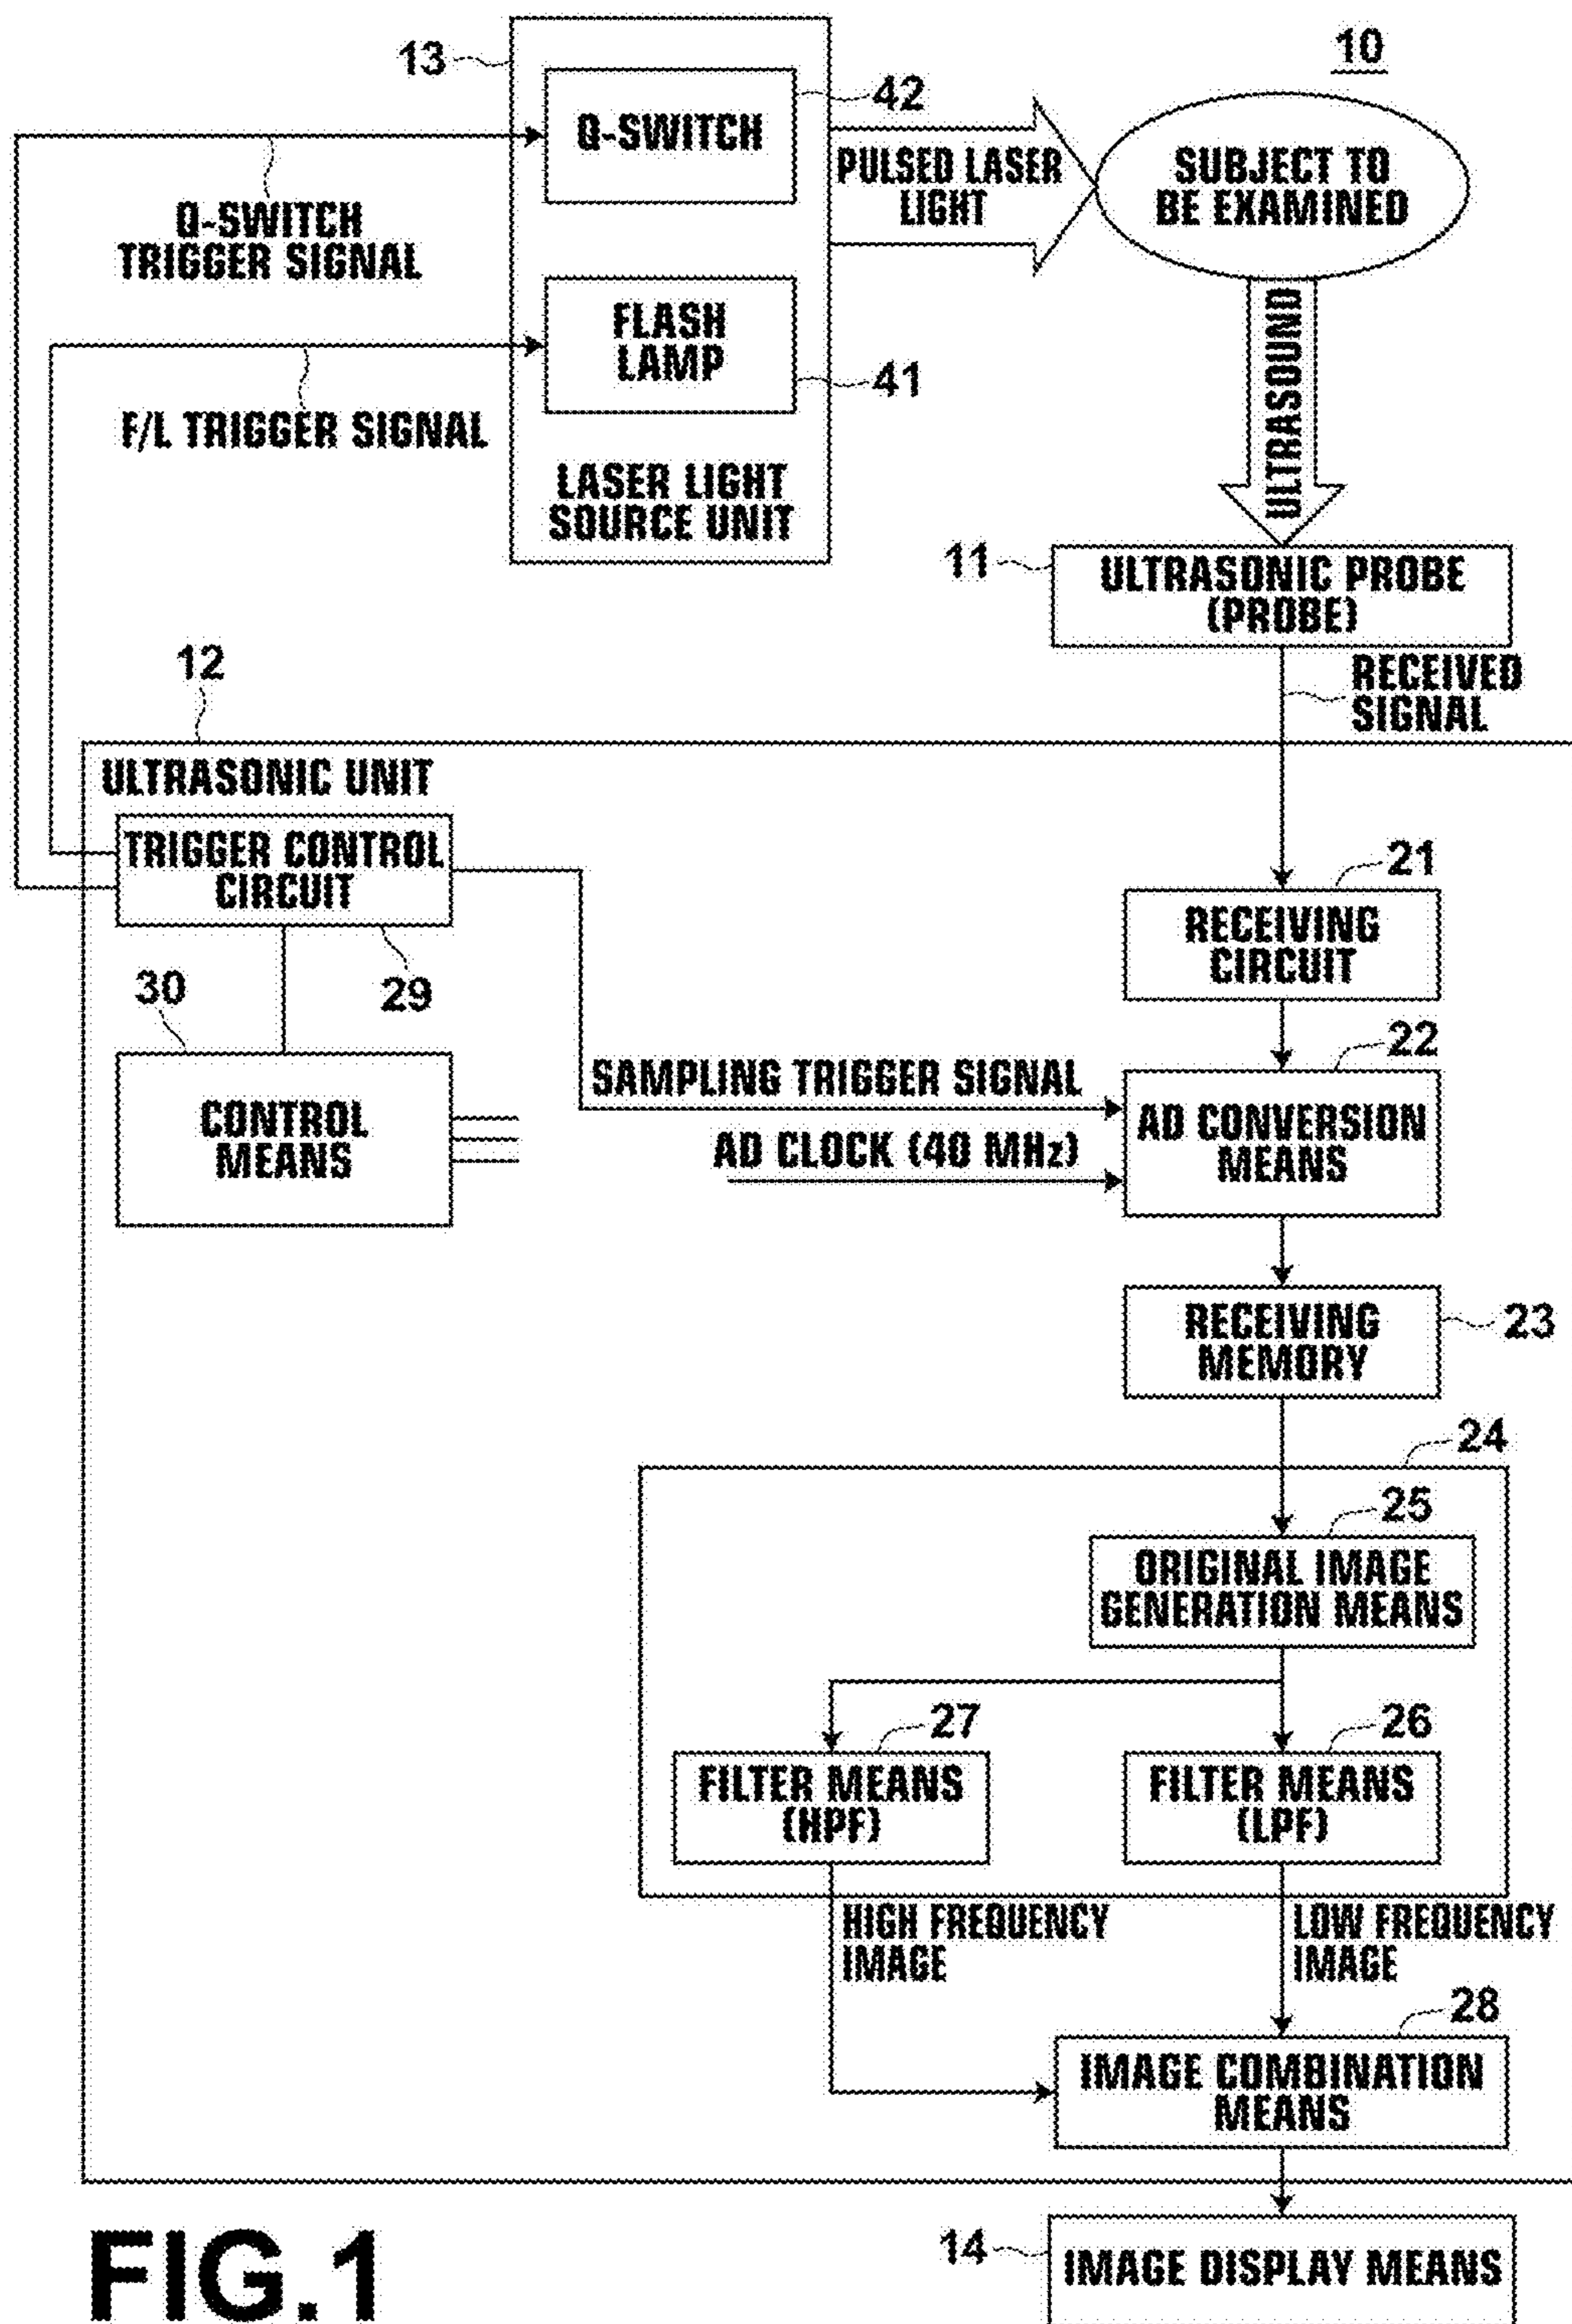 10
13
Q-SWITCH
42
PULSED LASER
LIGHT
SUBJECT TO
BE EXAMINED
Q-SWITCH
TRIGGER SIGNAL
FLASH
LAMP
41
F/L TRIGGER SIGNAL
LASER LIGHT
SOURCE UNIT
ULTRASOUND
11
ULTRASONIC PROBE
(PROBE)
RECEIVED
SIGNAL
12
ULTRASONIC UNIT
TRIGGER CONTROL
CIRCUIT
29
30
CONTROL
MEANS
21
RECEIVING
CIRCUIT
22
SAMPLING TRIGGER SIGNAL
AD CLOCK (40 MHz)
AD CONVERSION
MEANS
RECEIVING
MEMORY
23
24
25
ORIGINAL IMAGE
GENERATION MEANS
27
26
FILTER MEANS
(HPF)
FILTER MEANS
(LPF)
HIGH FREQUENCY
IMAGE
LOW FREQUENCY
IMAGE
28
IMAGE COMBINATION
MEANS
14
IMAGE DISPLAY MEANS
FIG.1